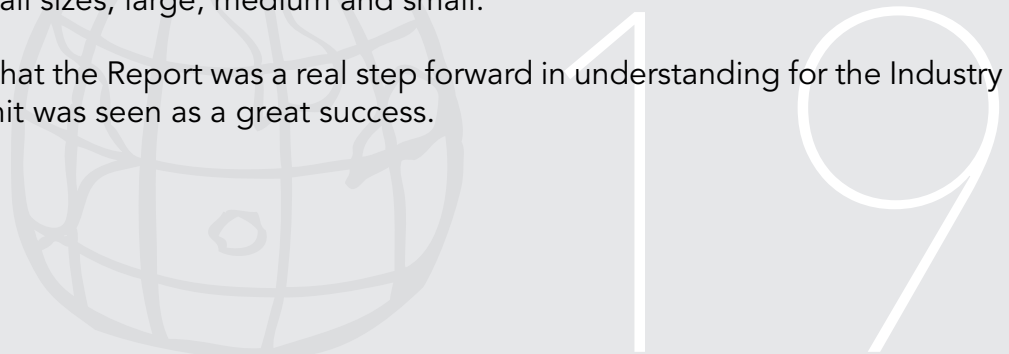 all sizes, large, medium and small.
hat the Report was a real step forward in understanding for the Industry
it was seen as a great success.
19